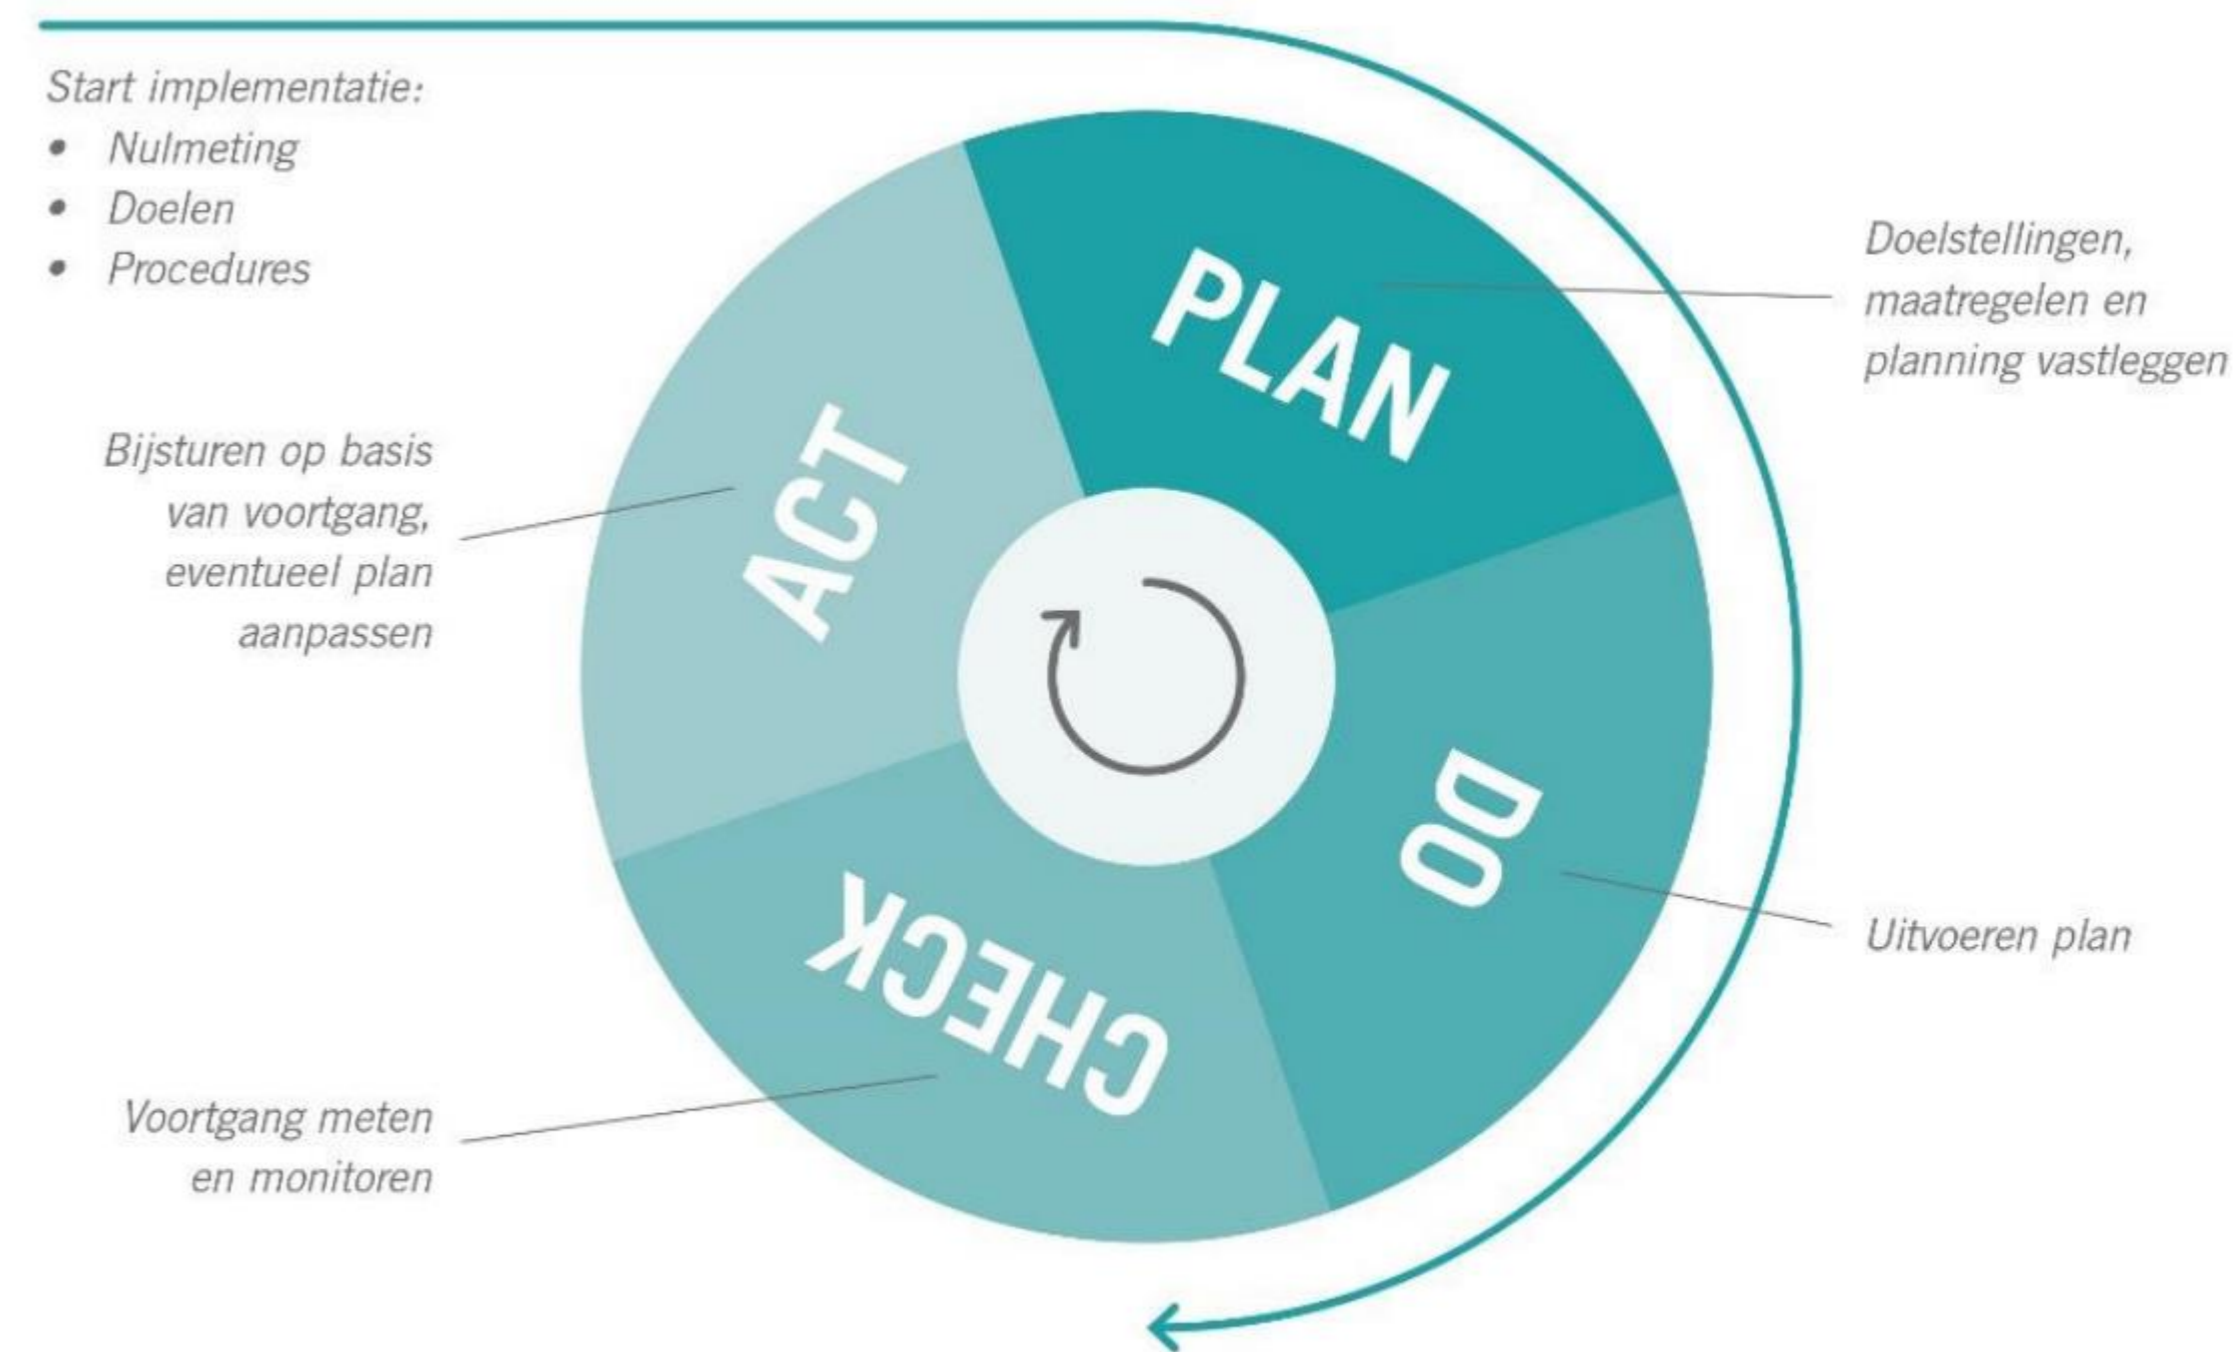 Start implementatie:
• Nulmeting
• Doelen
• Procedures
PLAN
Doelstellingen,
maatregelen en
planning vastleggen
DO
Uitvoeren plan
CHECK
Voortgang meten
en monitoren
ACT
Bijsturen op basis
van voortgang,
eventueel plan
aanpassen